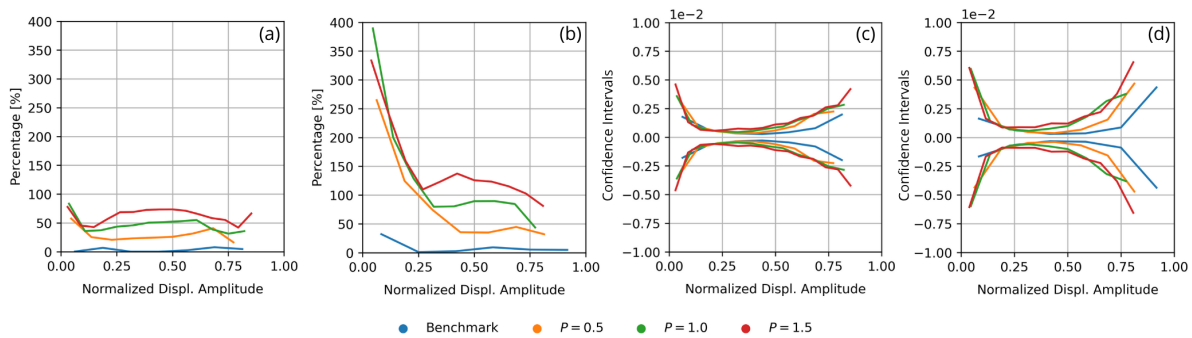 (a)
Percentage [%]
400
350
300
250
200
150
100
50
0
0.00 0.25 0.50 0.75 1.00
Normalized Displ. Amplitude
(b)
Percentage [%]
400
350
300
250
200
150
100
50
0
0.00 0.25 0.50 0.75 1.00
Normalized Displ. Amplitude
1e−2
(c)
Confidence Intervals
1.00
0.75
0.50
0.25
0.00
−0.25
−0.50
−0.75
−1.00
0.00 0.25 0.50 0.75 1.00
Normalized Displ. Amplitude
1e−2
(d)
Confidence Intervals
1.00
0.75
0.50
0.25
0.00
−0.25
−0.50
−0.75
−1.00
0.00 0.25 0.50 0.75 1.00
Normalized Displ. Amplitude
Benchmark P = 0.5 P = 1.0 P = 1.5